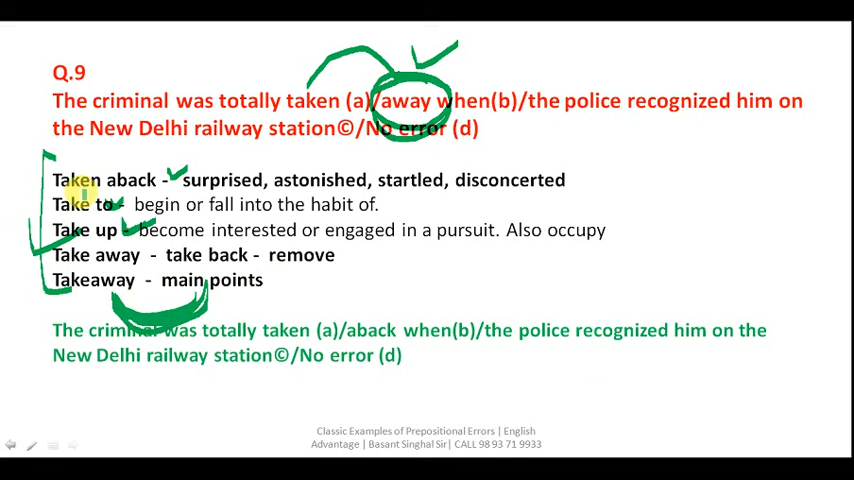 Q.9
The criminal was totally taken (a)/away when(b)/the police recognized him on
the New Delhi railway station©/No error (d)
Taken aback - surprised, astonished, startled, disconcerted
Take to - begin or fall into the habit of.
Take up - become interested or engaged in a pursuit. Also occupy
Take away - take back - remove
Takeaway - main points
The criminal was totally taken (a)/aback when(b)/the police recognized him on the
New Delhi railway station©/No error (d)
Classic Examples of Prepositional Errors | English
Advantage | Basant Singhal Sir| CALL 98 93 71 9933